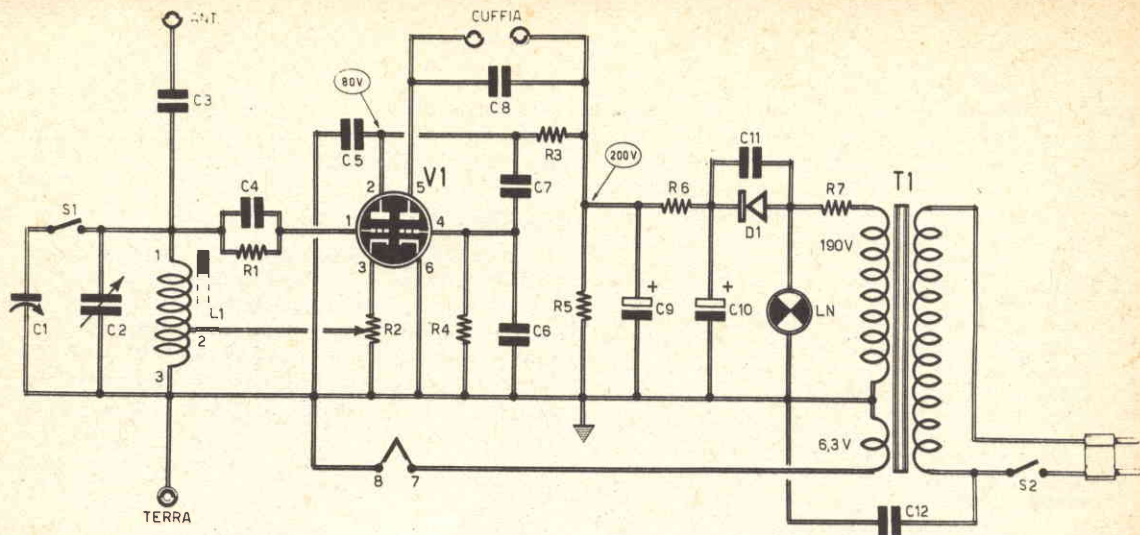 ANT.
CUFFIA
C3
80V
C8
C5
R3
200V
C11
V1
T1
C4
C7
R6
R7
S1
2
5
D1
190V
1
4
R1
3
6
1
L1
C1
C2
R2
R4
C6
R5
+
C9
+
C10
LN
2
3
6,3 V
8
7
S2
TERRA
C12